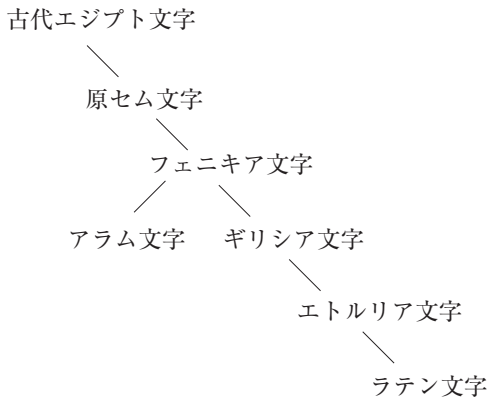 古代エジプト文字
原セム文字
フェニキア文字
アラム文字
ギリシア文字
エトルリア文字
ラテン文字